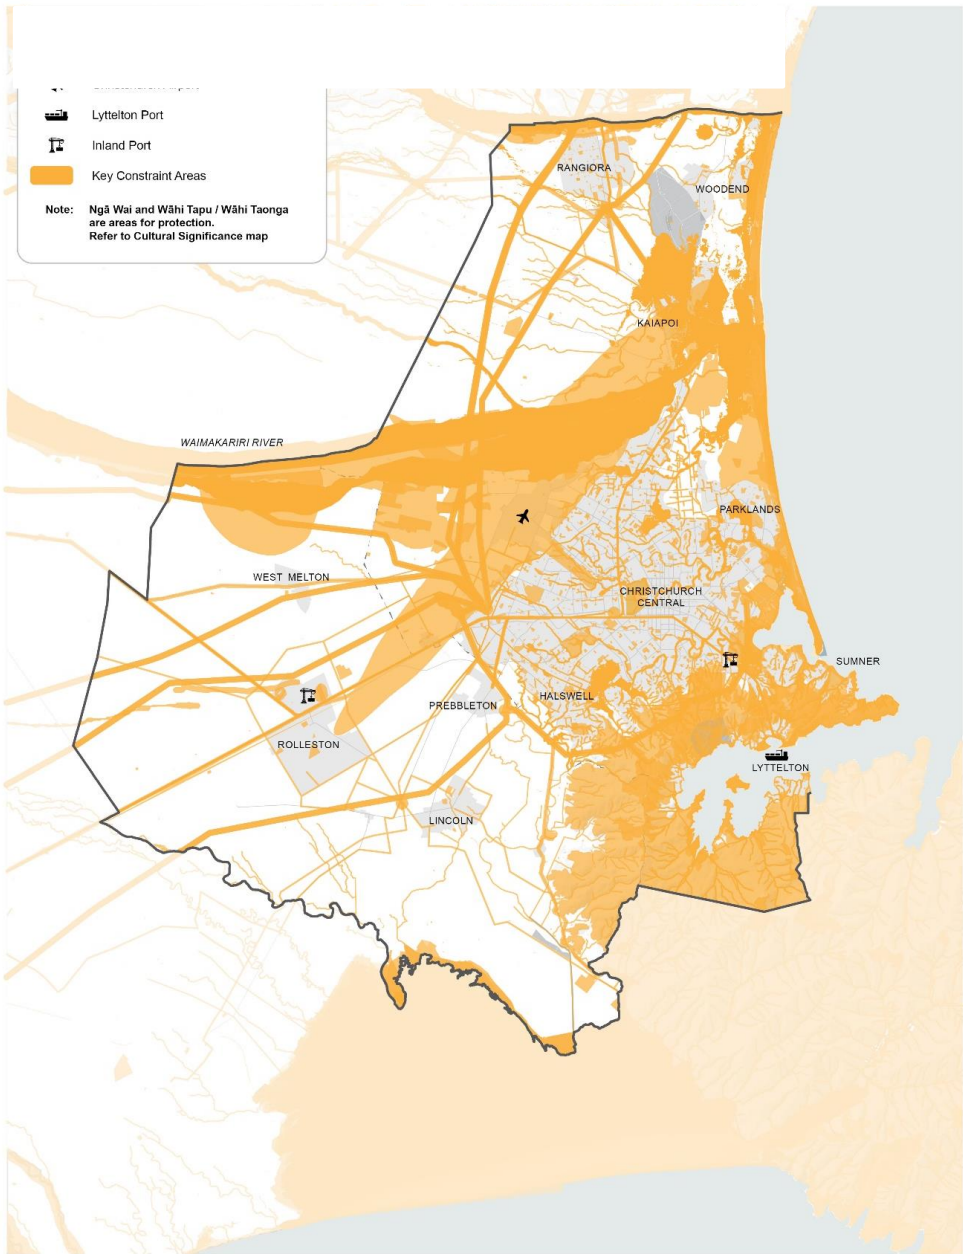 Lyttelton Port
Inland Port
Key Constraint Areas
Note: Ngā Wai and Wāhi Tapu / Wāhi Taonga
are areas for protection.
Refer to Cultural Significance map
RANGIORA
WOODEND
KAIAPOI
WAIMAKARIRI RIVER
PARKLANDS
WEST MELTON
CHRISTCHURCH
CENTRAL
SUMNER
HALSWELL
PREBBLETON
ROLLESTON
LYTTELTON
LINCOLN